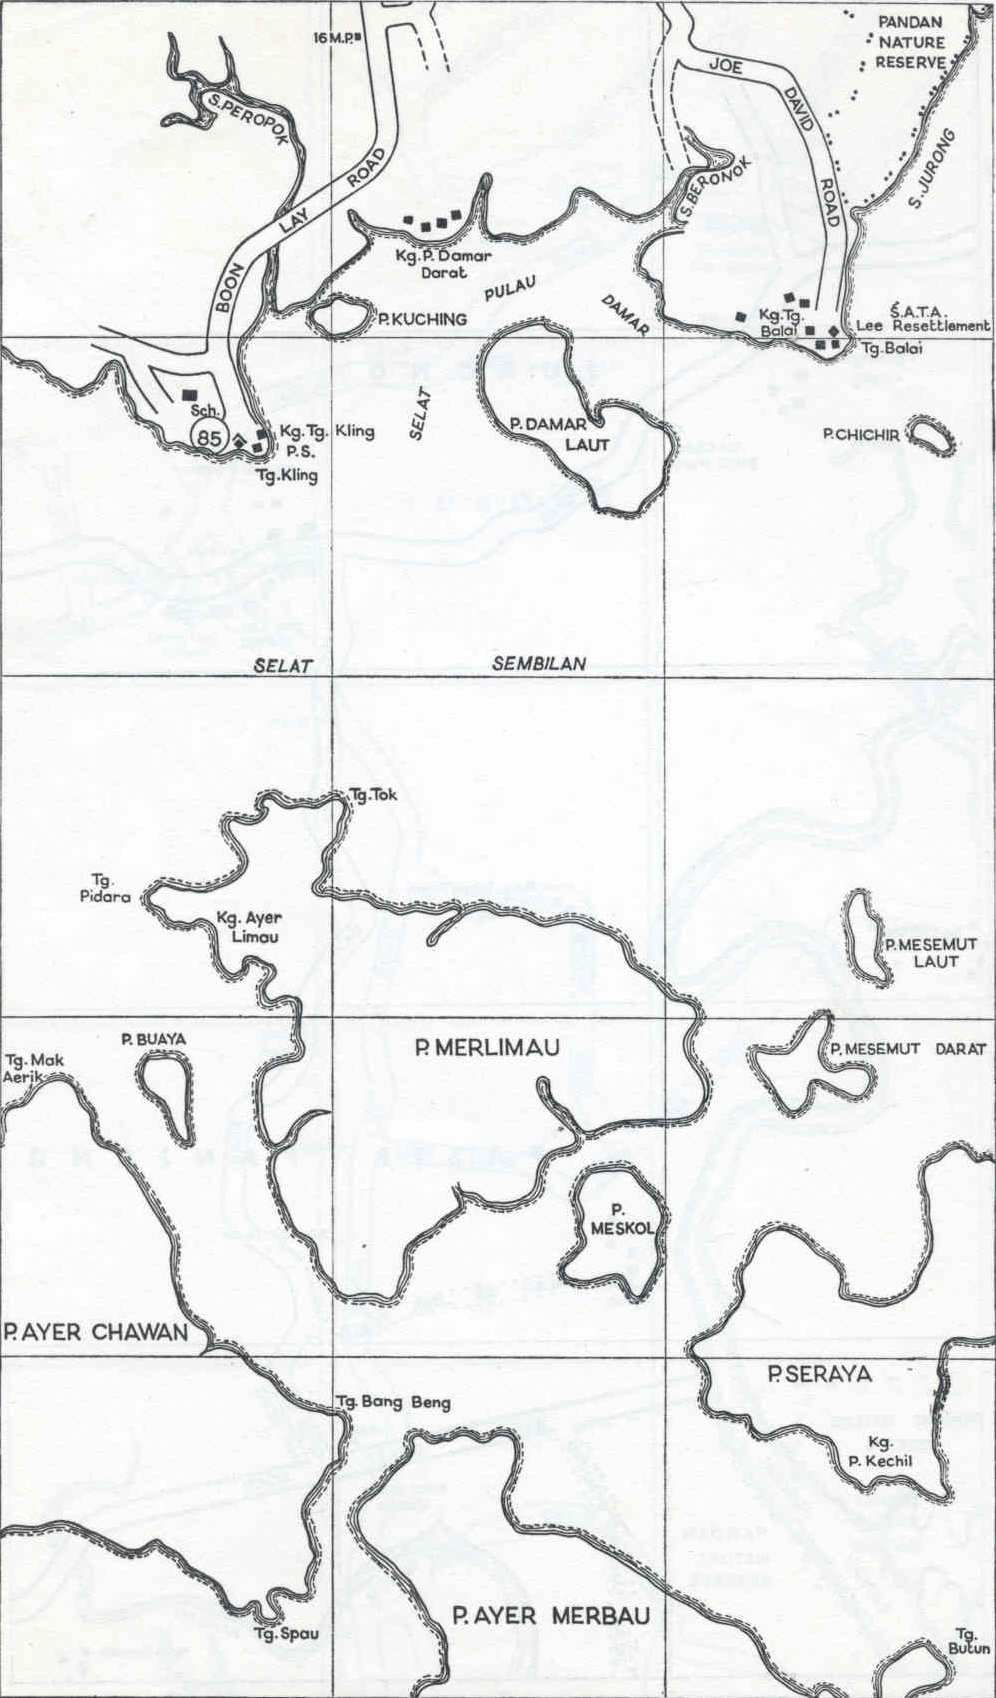 16 M.P.
PANDAN
NATURE
RESERVE
JOE
DAVID
ROAD
S.PEROPOK
S.JURONG
BOON
LAY
ROAD
S.BERONOK
Kg.P. Damar
Darat
PULAU
DAMAR
P.KUCHING
Kg.Tg.
Balai
S.A.T.A.
Lee Resettlement
Tg.Balai
SELAT
Sch.
85
Kg.Tg. Kling
P.S.
Tg.Kling
P.DAMAR
LAUT
P.CHICHIR
SELAT SEMBILAN
Tg.Tok
Tg.
Pidara
Kg. Ayer
Limau
P.MESEMUT
LAUT
P.BUAYA
Tg.Mak
Aerik
P.MERLIMAU
P.MESEMUT DARAT
P.
MESKOL
P.AYER CHAWAN
P.SERAYA
Tg.Bang Beng
Kg.
P. Kechil
P.AYER MERBAU
Tg.Spau
Tg.
Butun